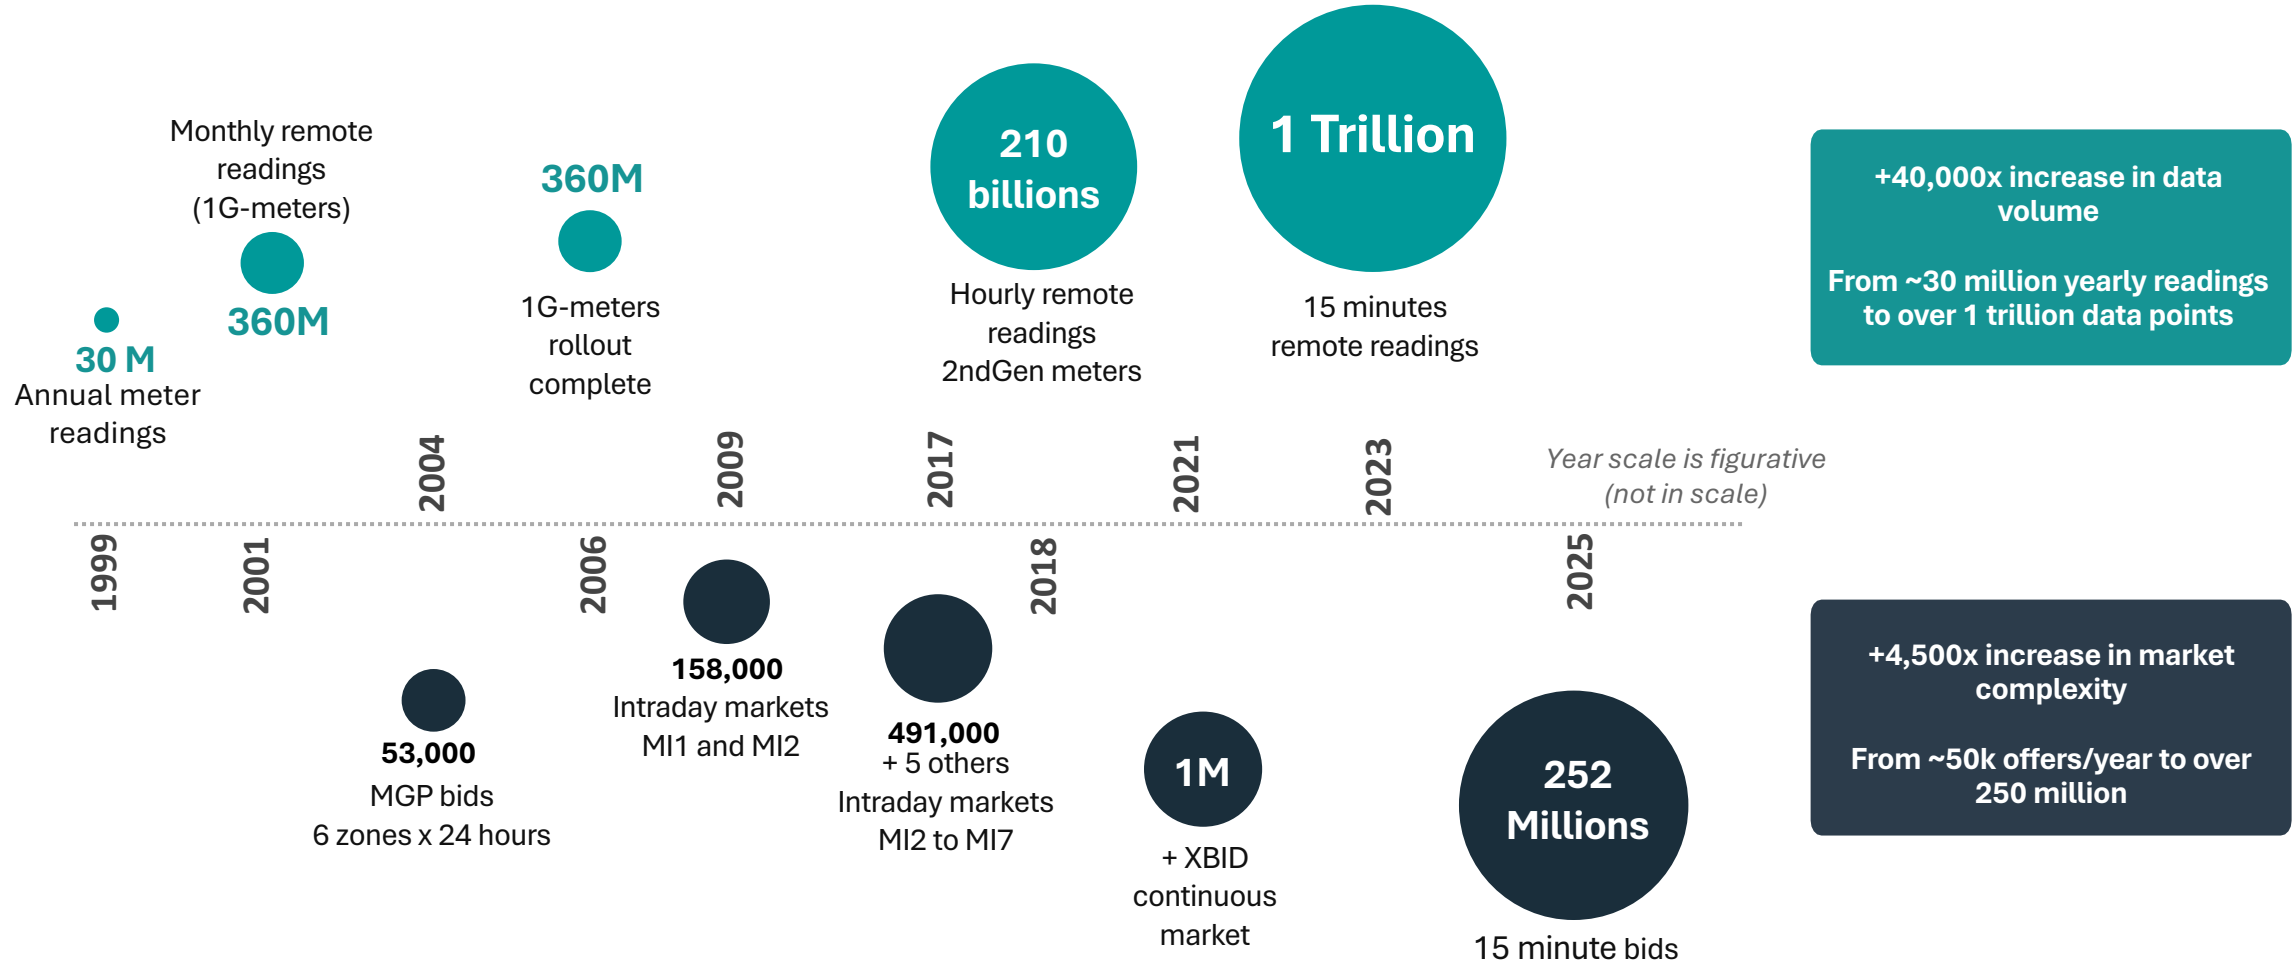 Monthly remote
readings
(1G-meters)
360M
30 M
Annual meter
readings
360M
1G-meters
rollout
complete
210
billions
Hourly remote
readings
2ndGen meters
1 Trillion
15 minutes
remote readings
+40,000x increase in data
volume
From ~30 million yearly readings
to over 1 trillion data points
2004
2009
2017
2021
2023
Year scale is figurative
(not in scale)
1999
2001
2006
2018
2025
53,000
MGP bids
6 zones x 24 hours
158,000
Intraday markets
MI1 and MI2
491,000
+ 5 others
Intraday markets
MI2 to MI7
1M
+ XBID
continuous
market
252
Millions
15 minute bids
+4,500x increase in market
complexity
From ~50k offers/year to over
250 million